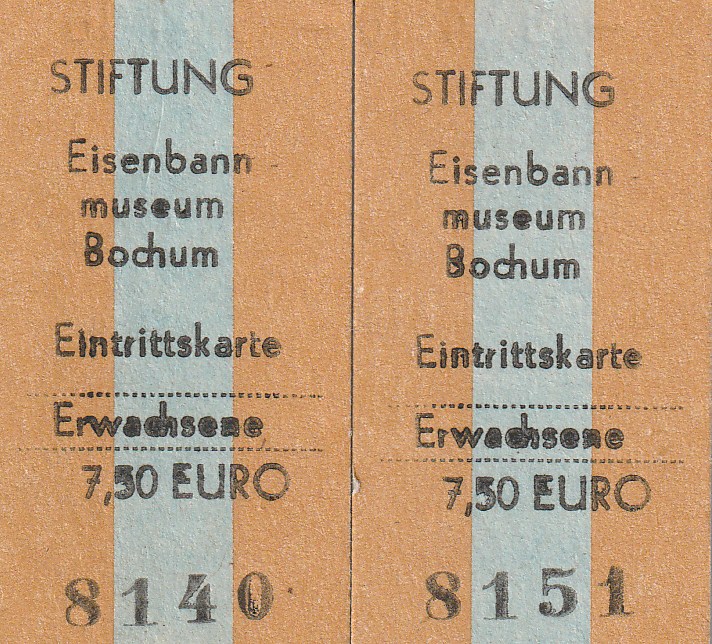 STIFTUNG
Eisenbann
museum
Bochum
Eintrittskarte
Erwachsene
7,50 EURO
8140
STIFTUNG
Eisenbann
museum
Bochum
Eintrittskarte
Erwachsene
7,50 EURO
8151